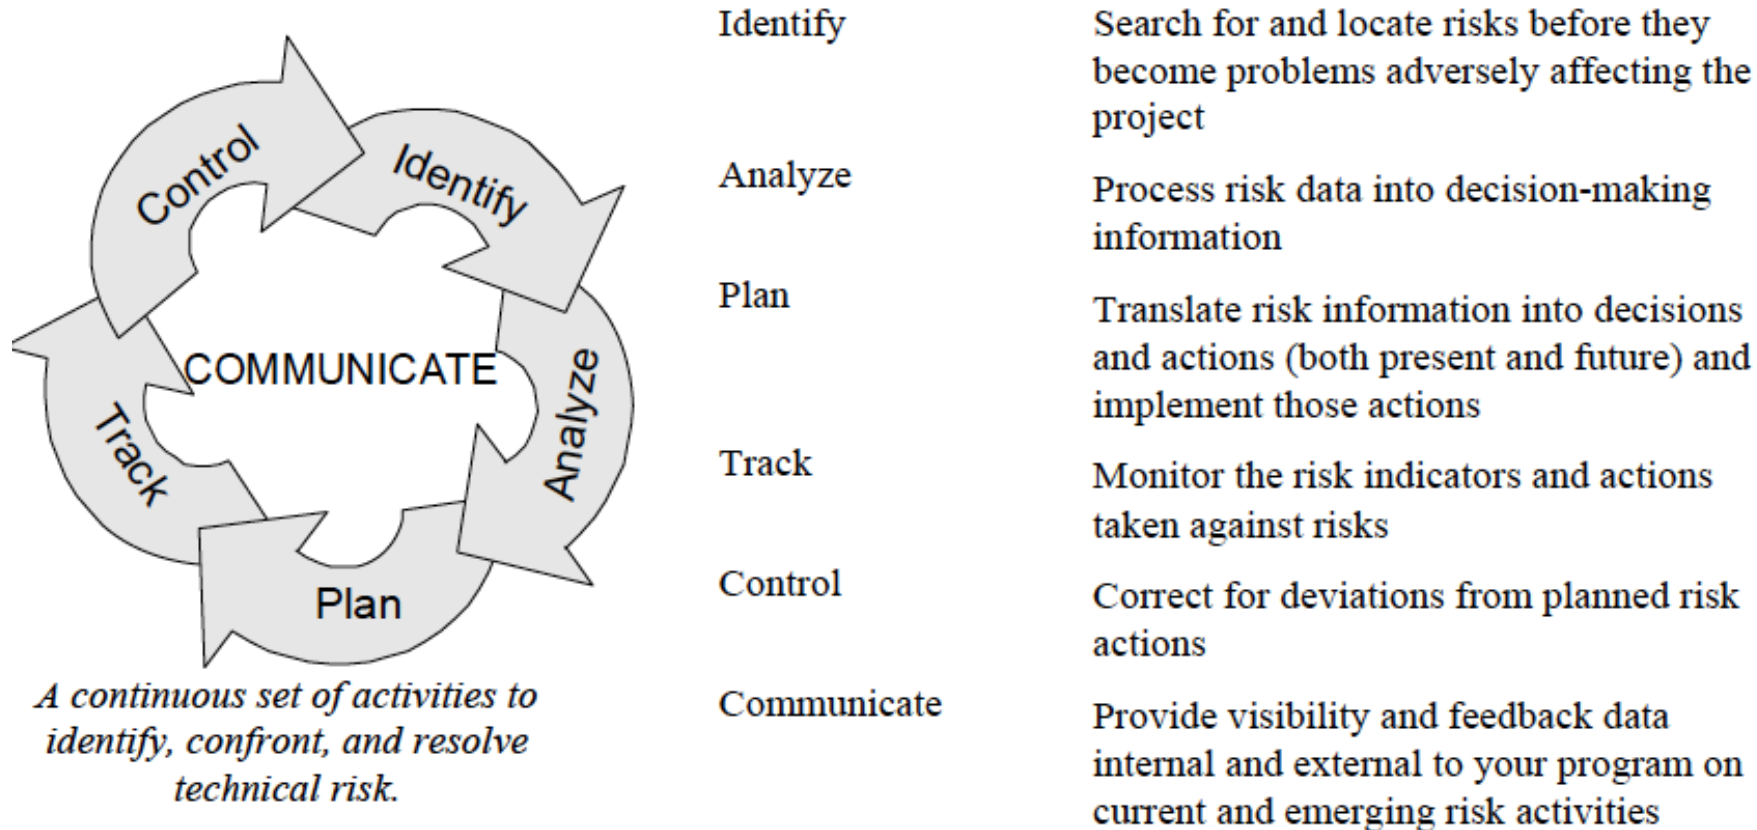 Control
Identify
Analyze
Plan
Track
COMMUNICATE
A continuous set of activities to
identify, confront, and resolve
technical risk.
Identify
Search for and locate risks before they
become problems adversely affecting the
project
Analyze
Process risk data into decision-making
information
Plan
Translate risk information into decisions
and actions (both present and future) and
implement those actions
Track
Monitor the risk indicators and actions
taken against risks
Control
Correct for deviations from planned risk
actions
Communicate
Provide visibility and feedback data
internal and external to your program on
current and emerging risk activities